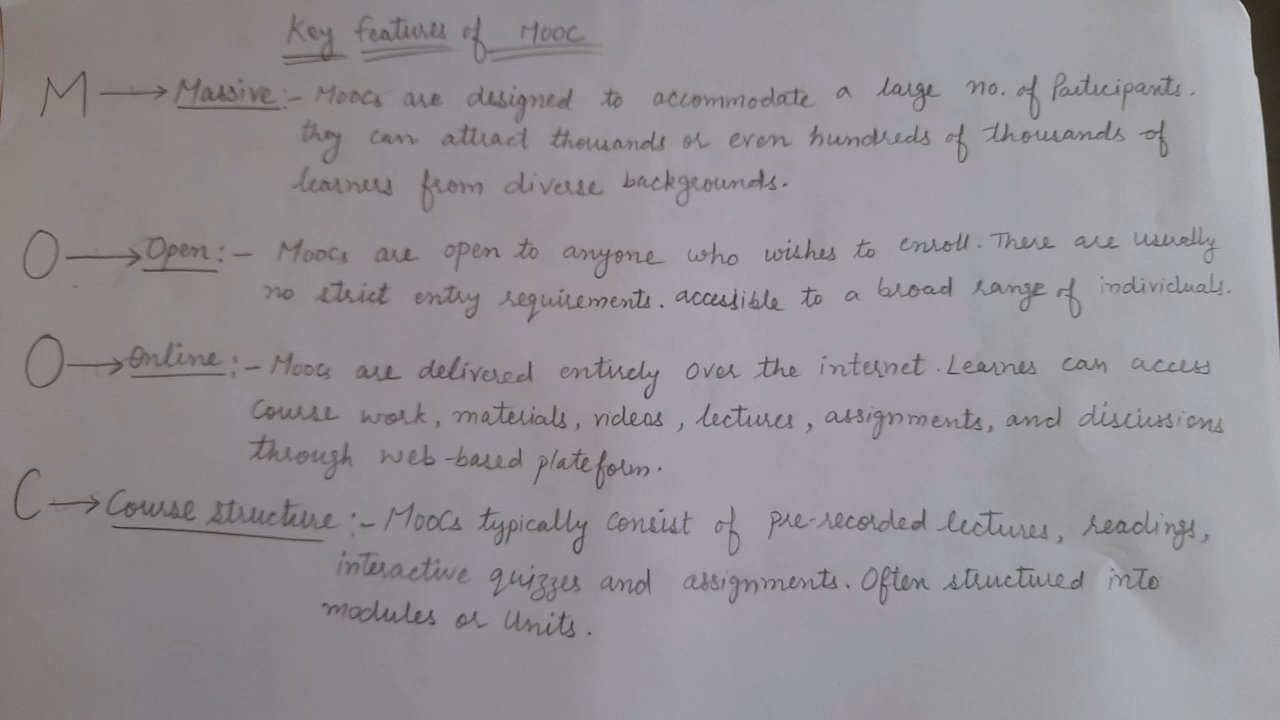 Key features of MOOC
M → Massive:- MOOCs are designed to accommodate a large no. of Participants.
they can attract thousands or even hundreds of thousands of
learners from diverse backgrounds.
O → Open:- MOOCs are open to anyone who wishes to enroll. There are usually
no strict entry requirements. accessible to a broad range of individuals.
O → Online:- MOOCs are delivered entirely over the internet. Learnes can access
course work, materials, videos, lectures, assignments, and discussions
through web-based plateform.
C → Course structure:- MOOCs typically consist of pre-recorded lectures, readings,
interactive quizzes and assignments. Often structured into
modules or Units.